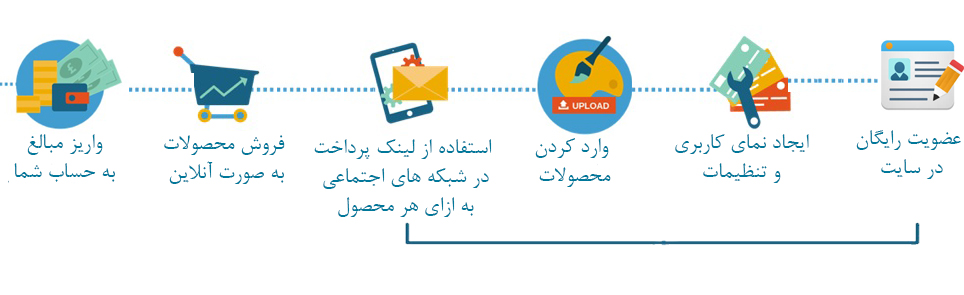 عضویت رایگان
در سایت
ایجاد نمای کاربری
و تنظیمات
UPLOAD
وارد کردن
محصولات
استفاده از لینک پرداخت
در شبکه های اجتماعی
به ازای هر محصول
فروش محصولات
به صورت آنلاین
واریز مبالغ
به حساب شما